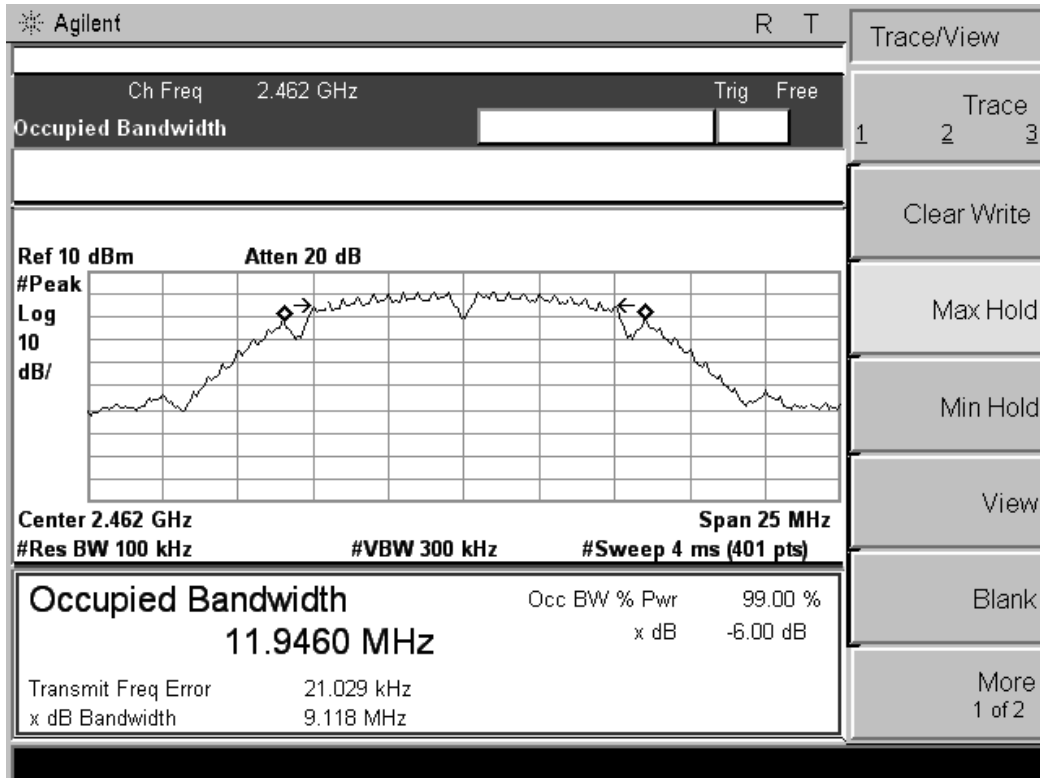 Agilent R T
Trace/View
Ch Freq 2.462 GHz Trig Free
Occupied Bandwidth
Trace
1 2 3
Clear Write
Max Hold
Min Hold
View
Blank
More
1 of 2
Ref 10 dBm Atten 20 dB
#Peak
Log
10
dB/
Center 2.462 GHz Span 25 MHz
#Res BW 100 kHz #VBW 300 kHz #Sweep 4 ms (401 pts)
Occupied Bandwidth
11.9460 MHz
Occ BW % Pwr 99.00 %
x dB -6.00 dB
Transmit Freq Error 21.029 kHz
x dB Bandwidth 9.118 MHz